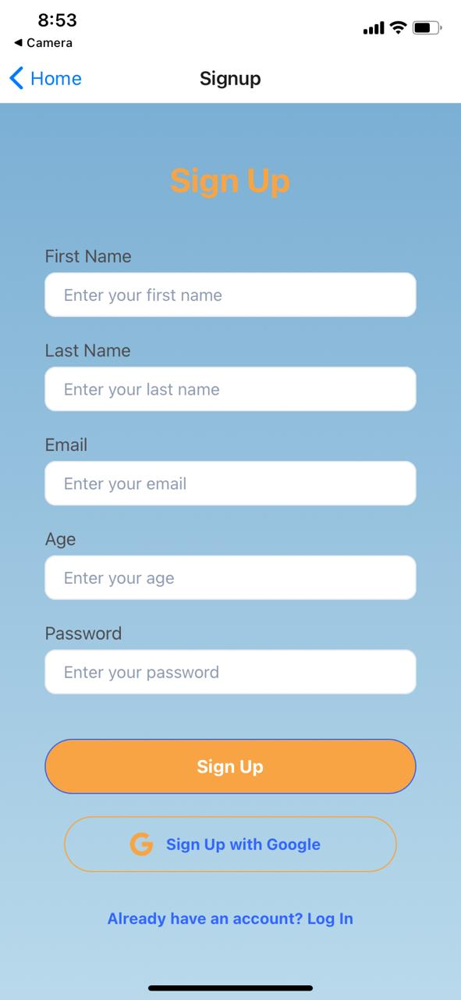 8:53
◀ Camera
Home
Signup
Sign Up
First Name
Enter your first name
Last Name
Enter your last name
Email
Enter your email
Age
Enter your age
Password
Enter your password
Sign Up
Sign Up with Google
Already have an account? Log In